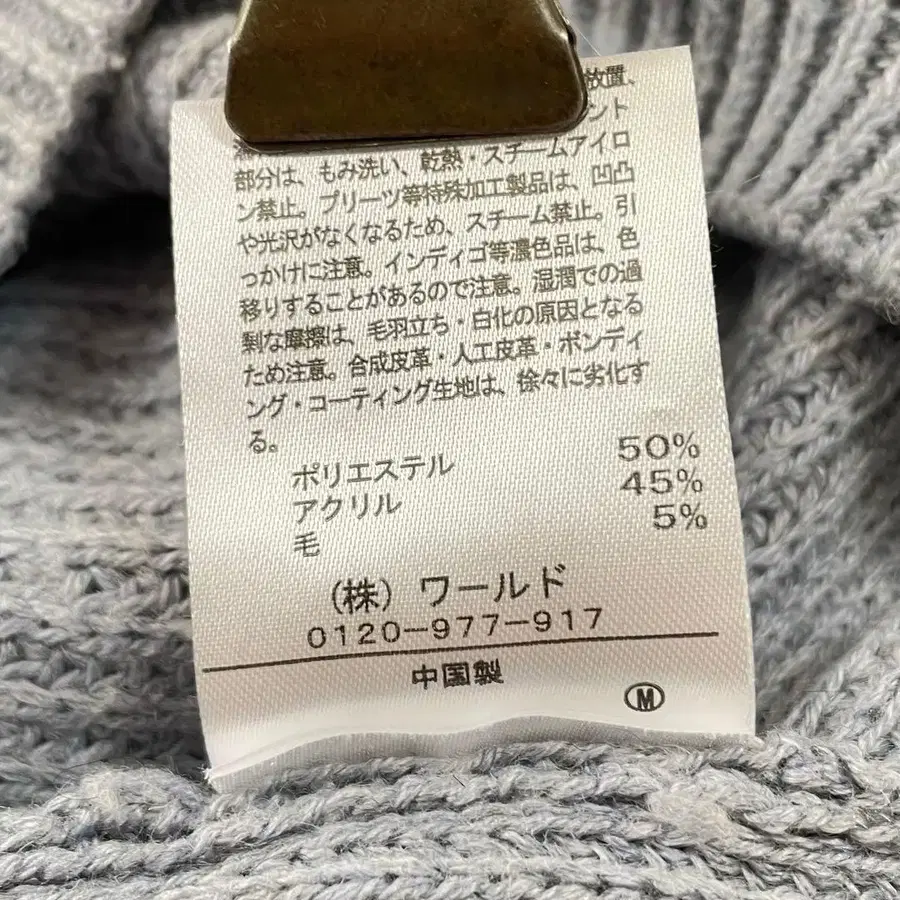 放置、
ント
部分は、もみ洗い、乾熱・スチームアイロ
ン禁止。プリーツ等特殊加工製品は、凹凸
や光沢がなくなるため、スチーム禁止。引
っかけに注意。インディゴ等濃色品は、色
移りすることがあるので注意。湿潤での過
剰な摩擦は、毛羽立ち・白化の原因となる
ため注意。合成皮革・人工皮革・ボンディ
ング・コーティング生地は、徐々に劣化す
る。
ポリエステル 50%
アクリル 45%
毛 5%
(株) ワールド
0120-977-917
中国製
M